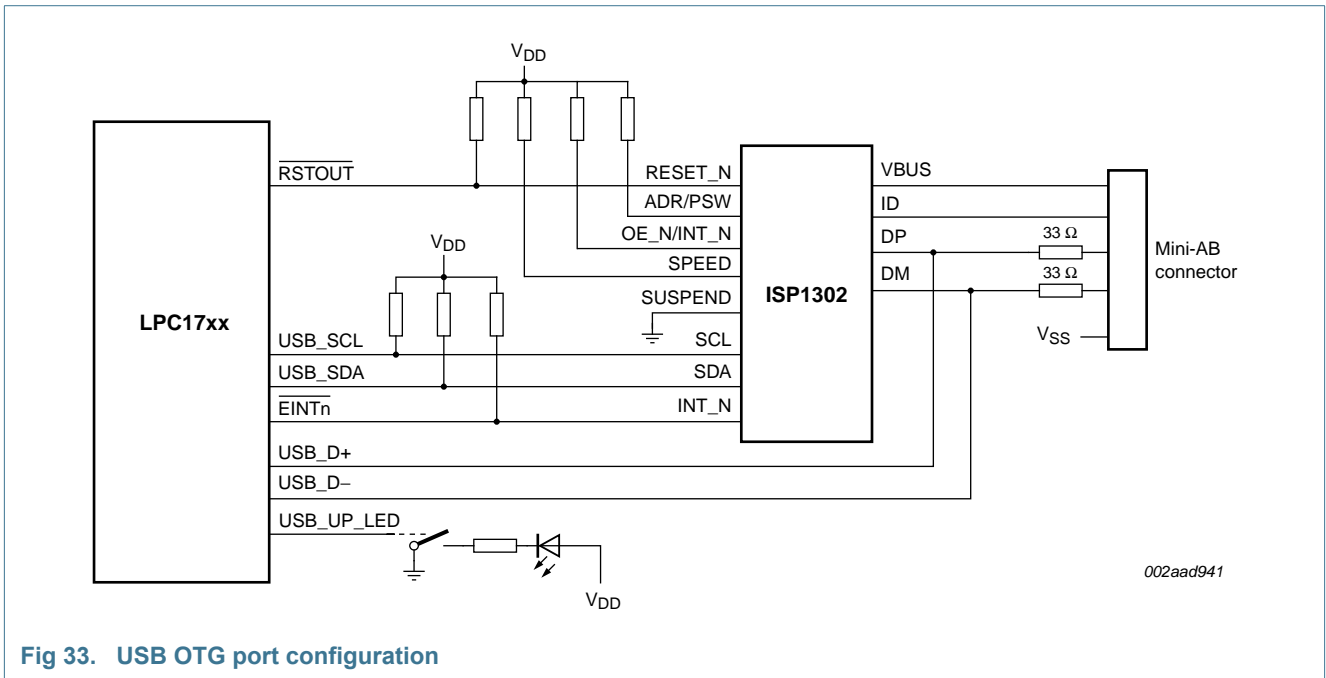 VDD
RSTOUT
RESET_N
VBUS
ADR/PSW
ID
OE_N/INT_N
DP
33 Ω
VDD
SPEED
DM
33 Ω
Mini-AB
connector
SUSPEND
ISP1302
LPC17xx
VSS
USB_SCL
SCL
USB_SDA
SDA
EINTn
INT_N
USB_D+
USB_D−
USB_UP_LED
VDD
002aad941
Fig 33. USB OTG port configuration